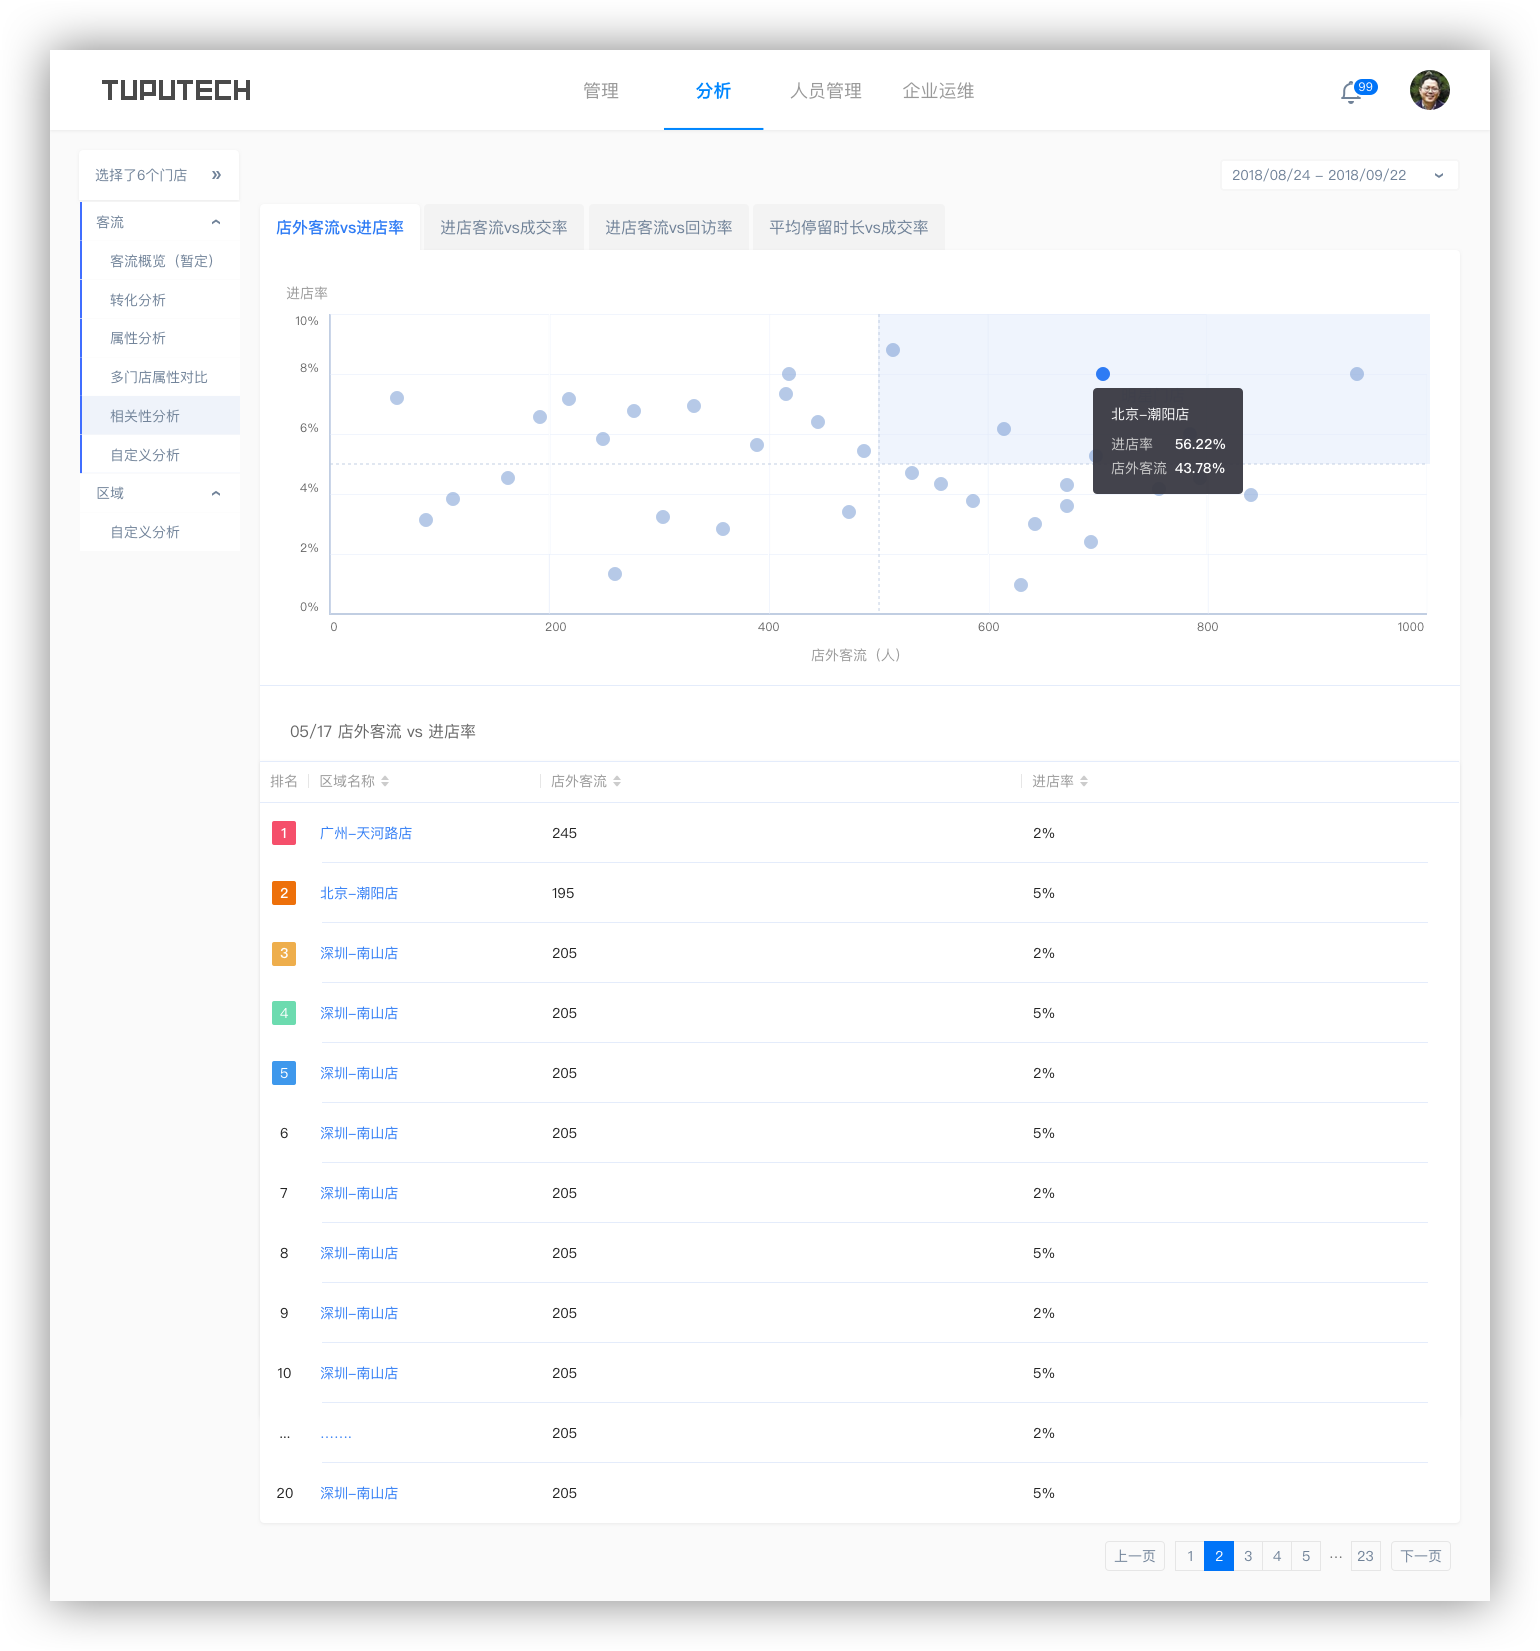 TUPUTECH
管理
分析
人员管理
企业运维
99
选择了6个门店 »
2018/08/24 – 2018/09/22
客流
客流概览（暂定）
转化分析
属性分析
多门店属性对比
相关性分析
自定义分析
区域
自定义分析
店外客流vs进店率
进店客流vs成交率
进店客流vs回访率
平均停留时长vs成交率
进店率
10%
8%
6%
4%
2%
0%
0
200
400
600
800
1000
店外客流（人）
北京–潮阳店
进店率 56.22%
店外客流 43.78%
05/17 店外客流 vs 进店率
排名 区域名称 店外客流 进店率
1 广州–天河路店 245 2%
2 北京–潮阳店 195 5%
3 深圳–南山店 205 2%
4 深圳–南山店 205 5%
5 深圳–南山店 205 2%
6 深圳–南山店 205 5%
7 深圳–南山店 205 2%
8 深圳–南山店 205 5%
9 深圳–南山店 205 2%
10 深圳–南山店 205 5%
... ....... 205 2%
20 深圳–南山店 205 5%
上一页 1 2 3 4 5 ··· 23 下一页